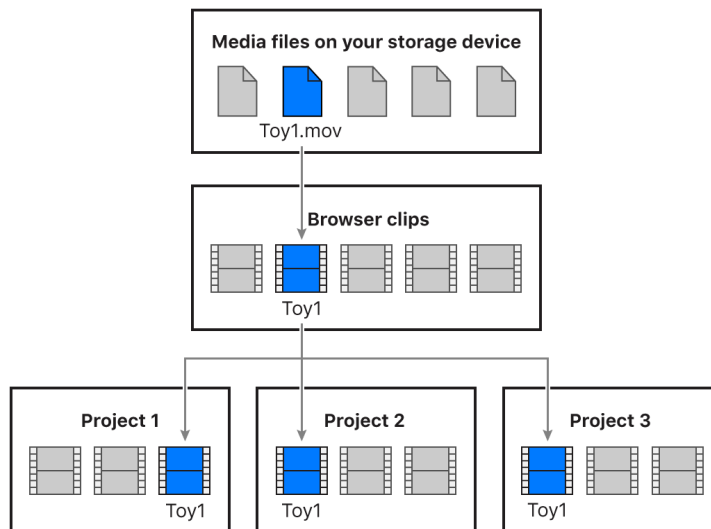 Media files on your storage device
Toy1.mov
Browser clips
Toy1
Project 1
Project 2
Project 3
Toy1
Toy1
Toy1